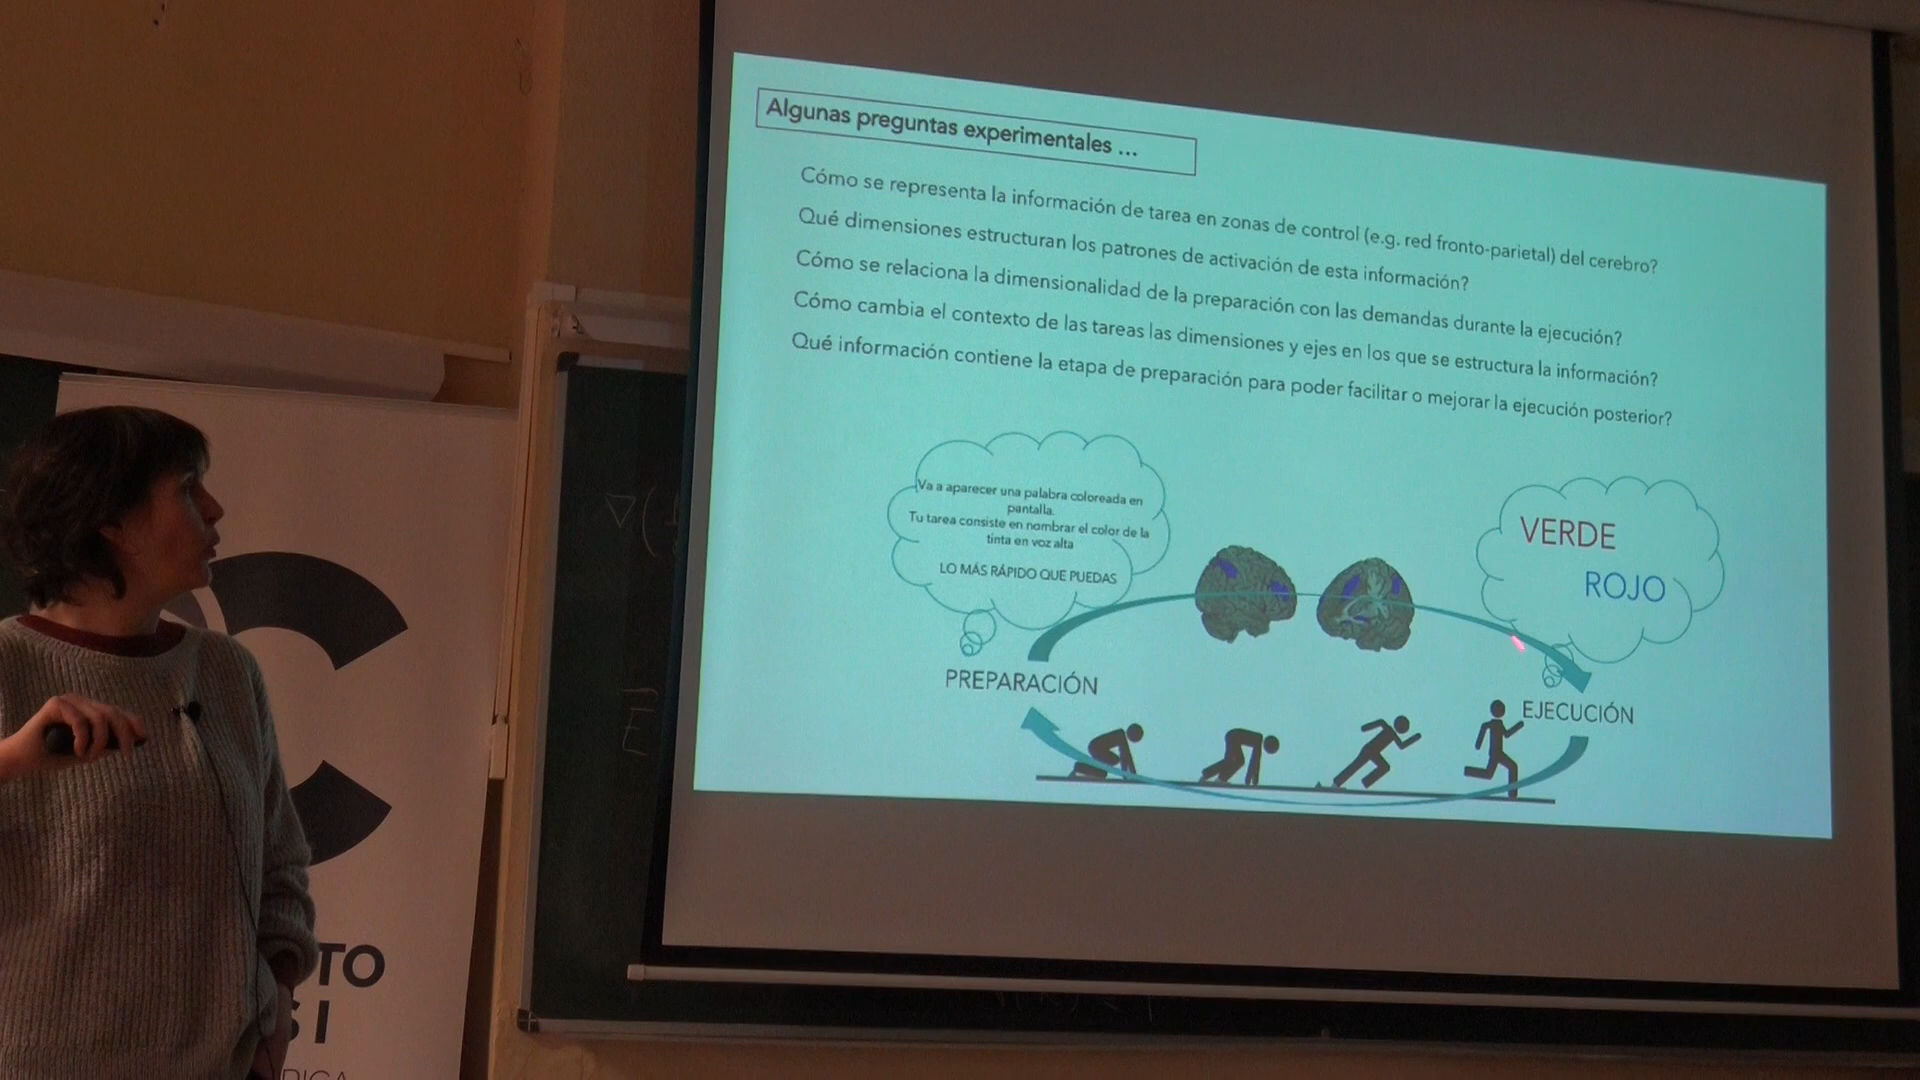 Algunas preguntas experimentales ...
Cómo se representa la información de tarea en zonas de control (e.g. red fronto-parietal) del cerebro?
Qué dimensiones estructuran los patrones de activación de esta información?
Cómo se relaciona la dimensionalidad de la preparación con las demandas durante la ejecución?
Cómo cambia el contexto de las tareas las dimensiones y ejes en los que se estructura la información?
Qué información contiene la etapa de preparación para poder facilitar o mejorar la ejecución posterior?
Va a aparecer una palabra coloreada en
pantalla.
Tu tarea consiste en nombrar el color de la
tinta en voz alta
LO MÁS RÁPIDO QUE PUEDAS
VERDE
ROJO
PREPARACIÓN
EJECUCIÓN
C
TO
I